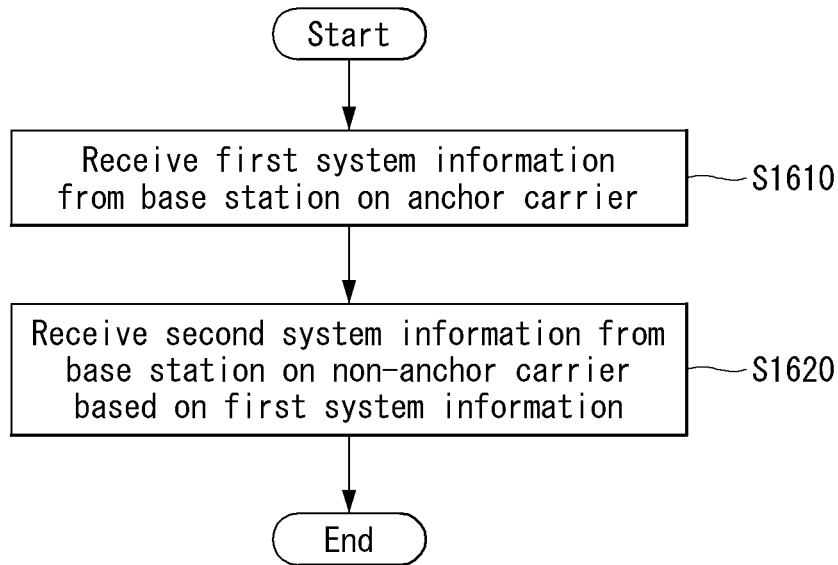 Start
Receive first system information
from base station on anchor carrier
S1610
Receive second system information from
base station on non-anchor carrier
based on first system information
S1620
End